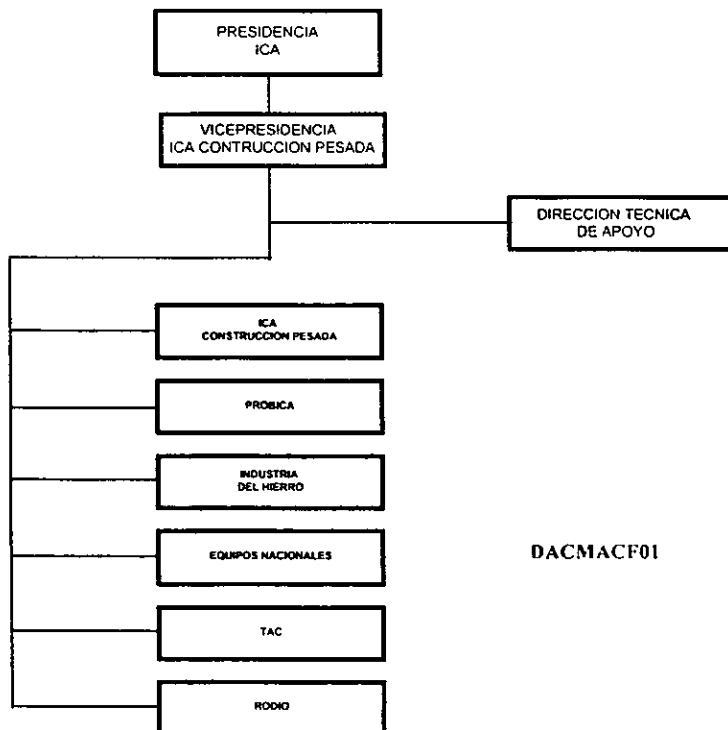 PRESIDENCIA
ICA
VICEPRESIDENCIA
ICA CONTRUCCION PESADA
DIRECCION TECNICA
DE APOYO
ICA
CONSTRUCCION PESADA
PROBICA
INDUSTRIA
DEL HIERRO
EQUIPOS NACIONALES
DACMACF01
TAC
RODIO